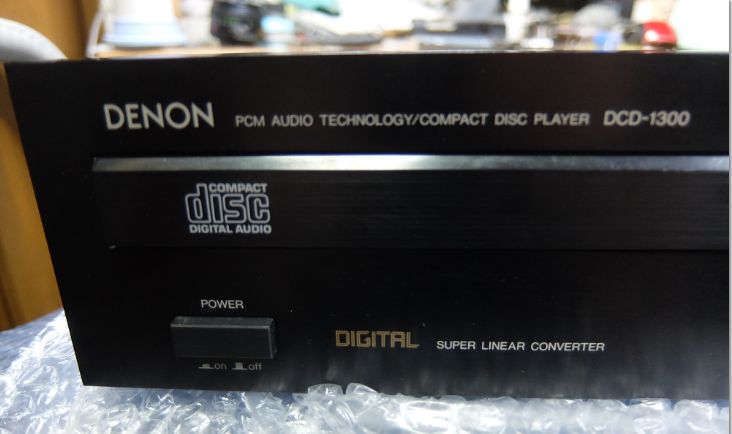 DENON PCM AUDIO TECHNOLOGY/COMPACT DISC PLAYER DCD-1300
COMPACT
disc
DIGITAL AUDIO
POWER
on off
DIGITAL SUPER LINEAR CONVERTER